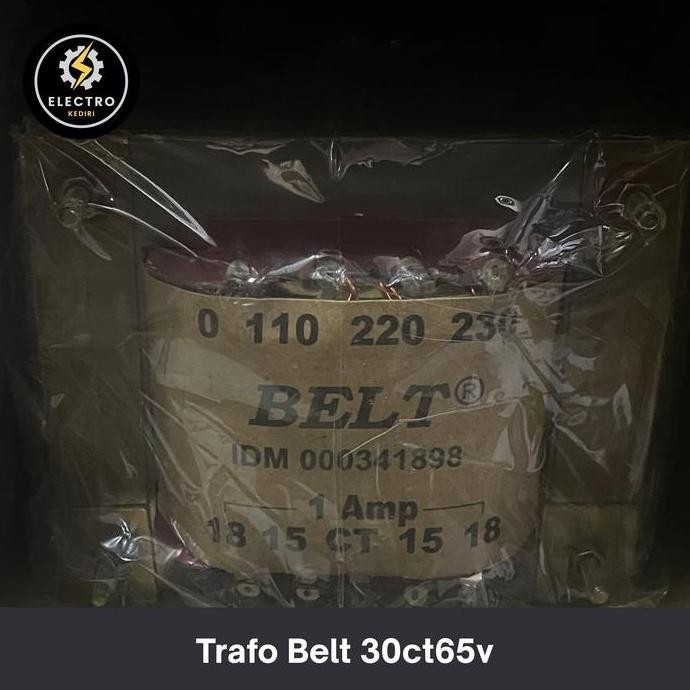 ELECTRO
KEDIRI
0 110 220 230
BELT®
IDM 000341898
1 Amp
18 15 CT 15 18
Trafo Belt 30ct65v